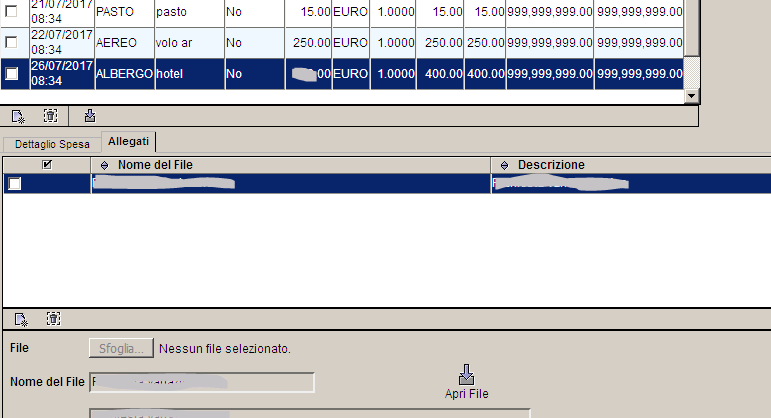 21/07/2017 08:34 PASTO pasto No 15.00 EURO 1.0000 15.00 15.00 999,999,999.00 999,999,999.00
22/07/2017 08:34 AEREO volo ar No 250.00 EURO 1.0000 250.00 250.00 999,999,999.00 999,999,999.00
26/07/2017 08:34 ALBERGO hotel No 00 EURO 1.0000 400.00 400.00 999,999,999.00 999,999,999.00
Dettaglio Spesa Allegati
Nome del File Descrizione
File Sfoglia... Nessun file selezionato.
Nome del File
Apri File